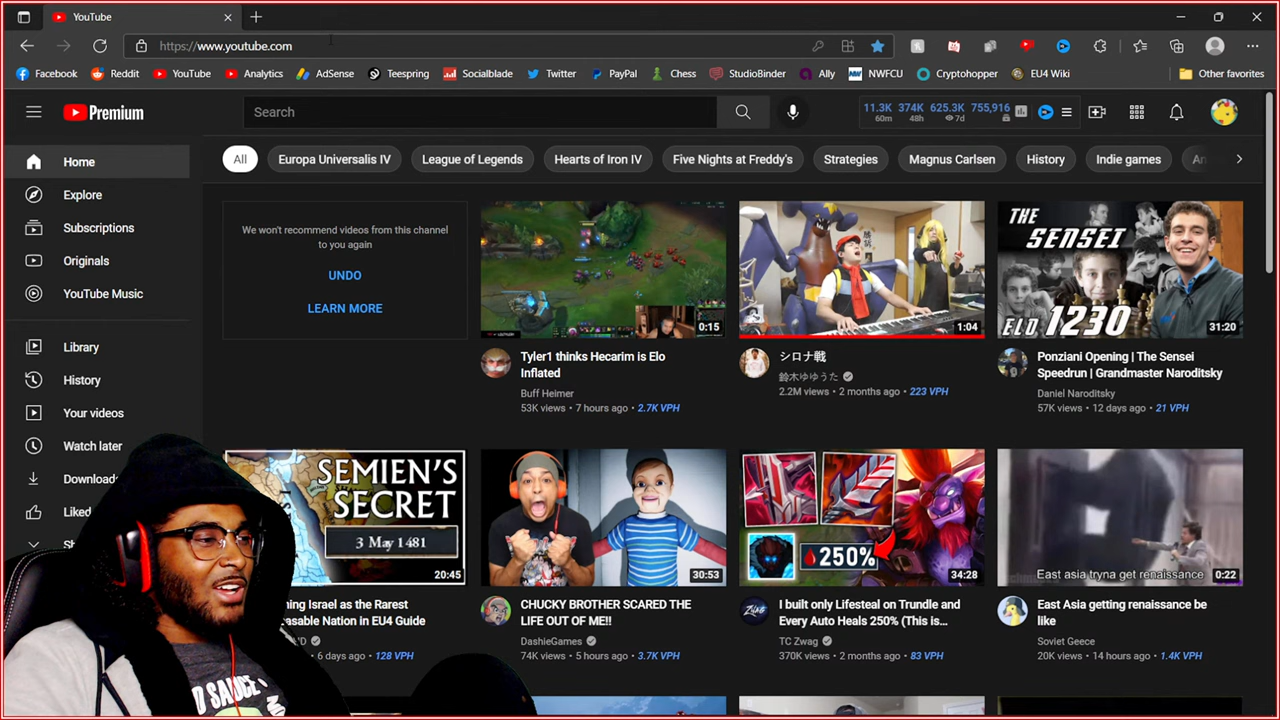 YouTube
https://www.youtube.com
Facebook
Reddit
YouTube
Analytics
AdSense
Teespring
Socialblade
Twitter
PayPal
Chess
StudioBinder
Ally
NWFCU
Cryptohopper
EU4 Wiki
Other favorites
Premium
Search
11.3K 374K 625.3K 755,916
60m 48h 7d
Home
Explore
Subscriptions
Originals
YouTube Music
Library
History
Your videos
Watch later
Download
Liked
All
Europa Universalis IV
League of Legends
Hearts of Iron IV
Five Nights at Freddy's
Strategies
Magnus Carlsen
History
Indie games
We won't recommend videos from this channel
to you again
UNDO
LEARN MORE
0:15
Tyler1 thinks Hecarim is Elo
Inflated
Buff Heimer
53K views • 7 hours ago • 2.7K VPH
1:04
シロナ戦
鈴木ゆゆうた
2.2M views • 2 months ago • 223 VPH
THE
SENSEI
ELO 1230
31:20
Ponziani Opening | The Sensei
Speedrun | Grandmaster Naroditsky
Daniel Naroditsky
57K views • 12 days ago • 21 VPH
SEMIEN'S
SECRET
3 May 1481
20:45
ning Israel as the Rarest
asable Nation in EU4 Guide
6 days ago • 128 VPH
30:53
CHUCKY BROTHER SCARED THE
LIFE OUT OF ME!!
DashieGames
74K views • 5 hours ago • 3.7K VPH
250%
34:28
I built only Lifesteal on Trundle and
Every Auto Heals 250% (This is...
TC Zwag
370K views • 2 months ago • 83 VPH
East asia tryna get renaissance
0:22
East Asia getting renaissance be
like
Soviet Geece
20K views • 14 hours ago • 1.4K VPH